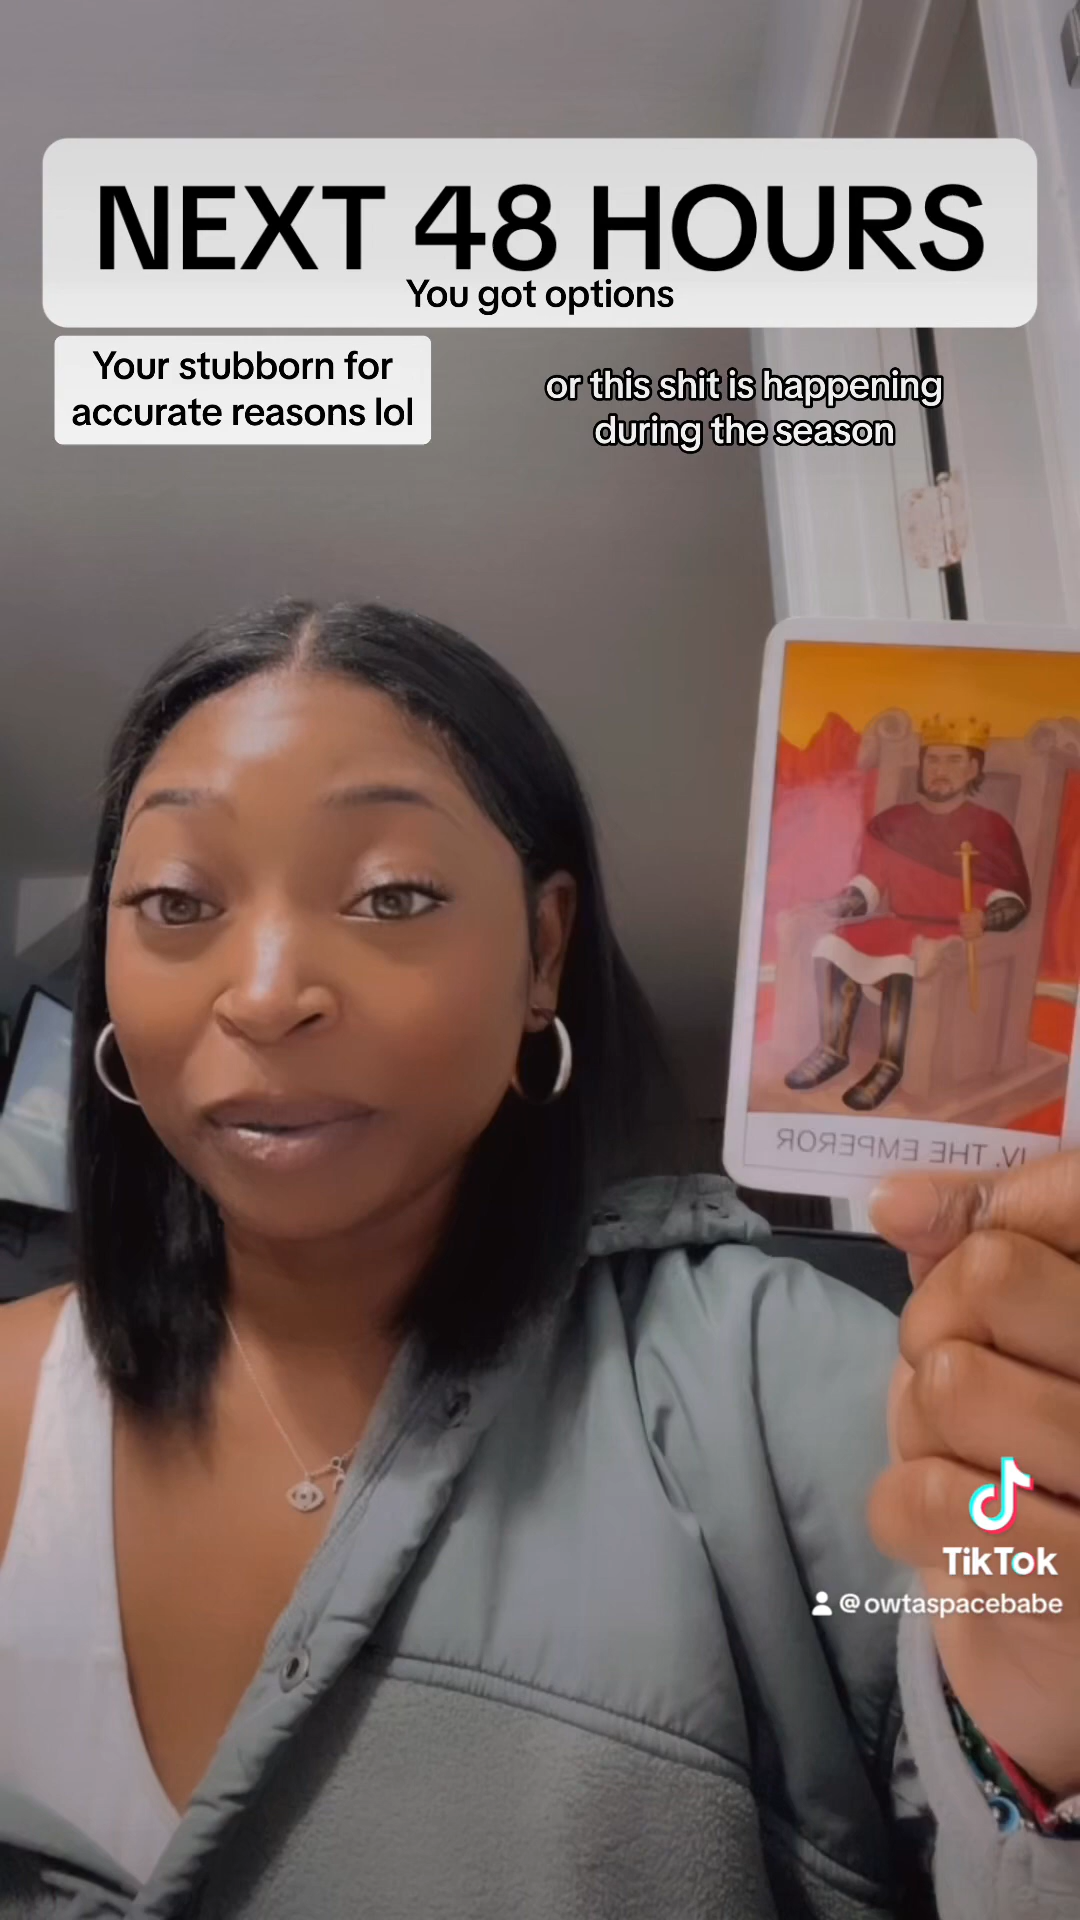 NEXT 48 HOURS
You got options
Your stubborn for
accurate reasons lol
or this shit is happening
during the season
IV. THE EMPEROR
TikTok
@owtaspacebabe